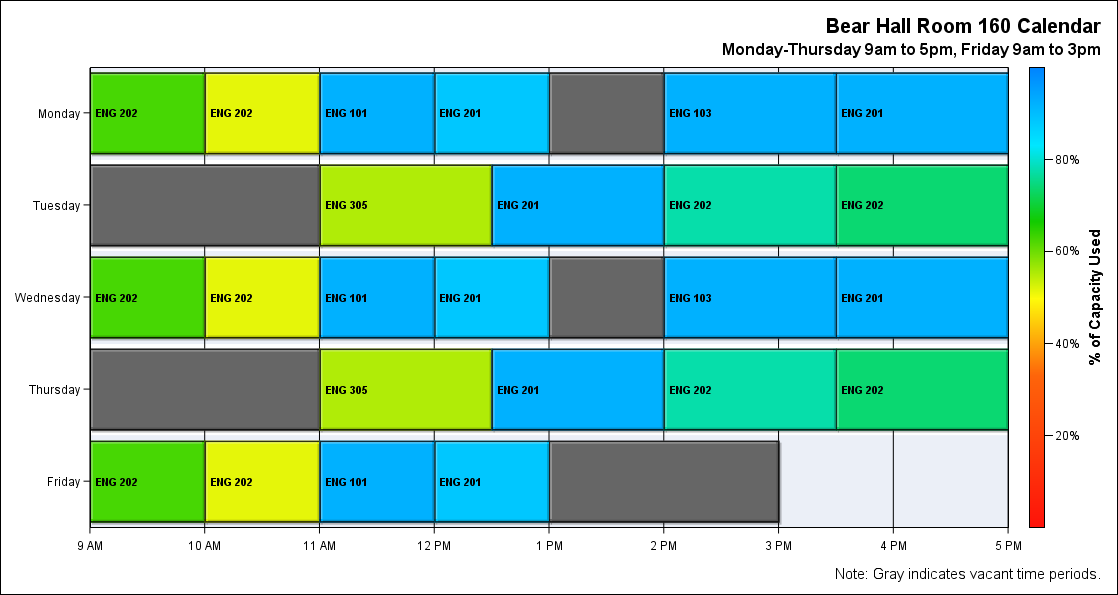 Bear Hall Room 160 Calendar
Monday-Thursday 9am to 5pm, Friday 9am to 3pm
Monday ENG 202 ENG 202 ENG 101 ENG 201 ENG 103 ENG 201
Tuesday ENG 305 ENG 201 ENG 202 ENG 202
Wednesday ENG 202 ENG 202 ENG 101 ENG 201 ENG 103 ENG 201
Thursday ENG 305 ENG 201 ENG 202 ENG 202
Friday ENG 202 ENG 202 ENG 101 ENG 201
9 AM 10 AM 11 AM 12 PM 1 PM 2 PM 3 PM 4 PM 5 PM
80%
60%
40%
20%
% of Capacity Used
Note: Gray indicates vacant time periods.